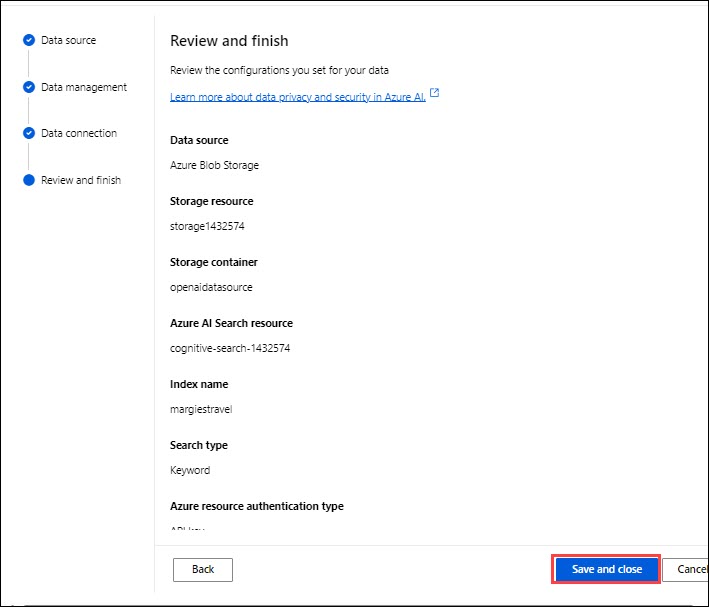 Data source
Data management
Data connection
Review and finish
Review and finish
Review the configurations you set for your data
Learn more about data privacy and security in Azure AI.
Data source
Azure Blob Storage
Storage resource
storage1432574
Storage container
openaidatasource
Azure AI Search resource
cognitive-search-1432574
Index name
margiestravel
Search type
Keyword
Azure resource authentication type
Back
Save and close
Cancel